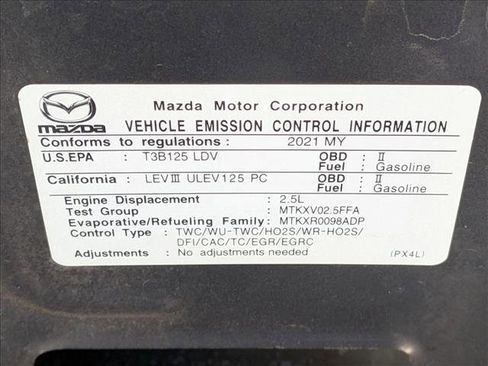 mazda
Mazda Motor Corporation
VEHICLE EMISSION CONTROL INFORMATION
Conforms to regulations : 2021 MY
U.S.EPA : T3B125 LDV OBD : II
Fuel : Gasoline
California : LEVIII ULEV125 PC OBD : II
Fuel : Gasoline
Engine Displacement : 2.5L
Test Group : MTKXV02.5FFA
Evaporative/Refueling Family: MTKXR0098ADP
Control Type : TWC/WU-TWC/HO2S/WR-HO2S/
DFI/CAC/TC/EGR/EGRC
Adjustments : No adjustments needed (PX4L)